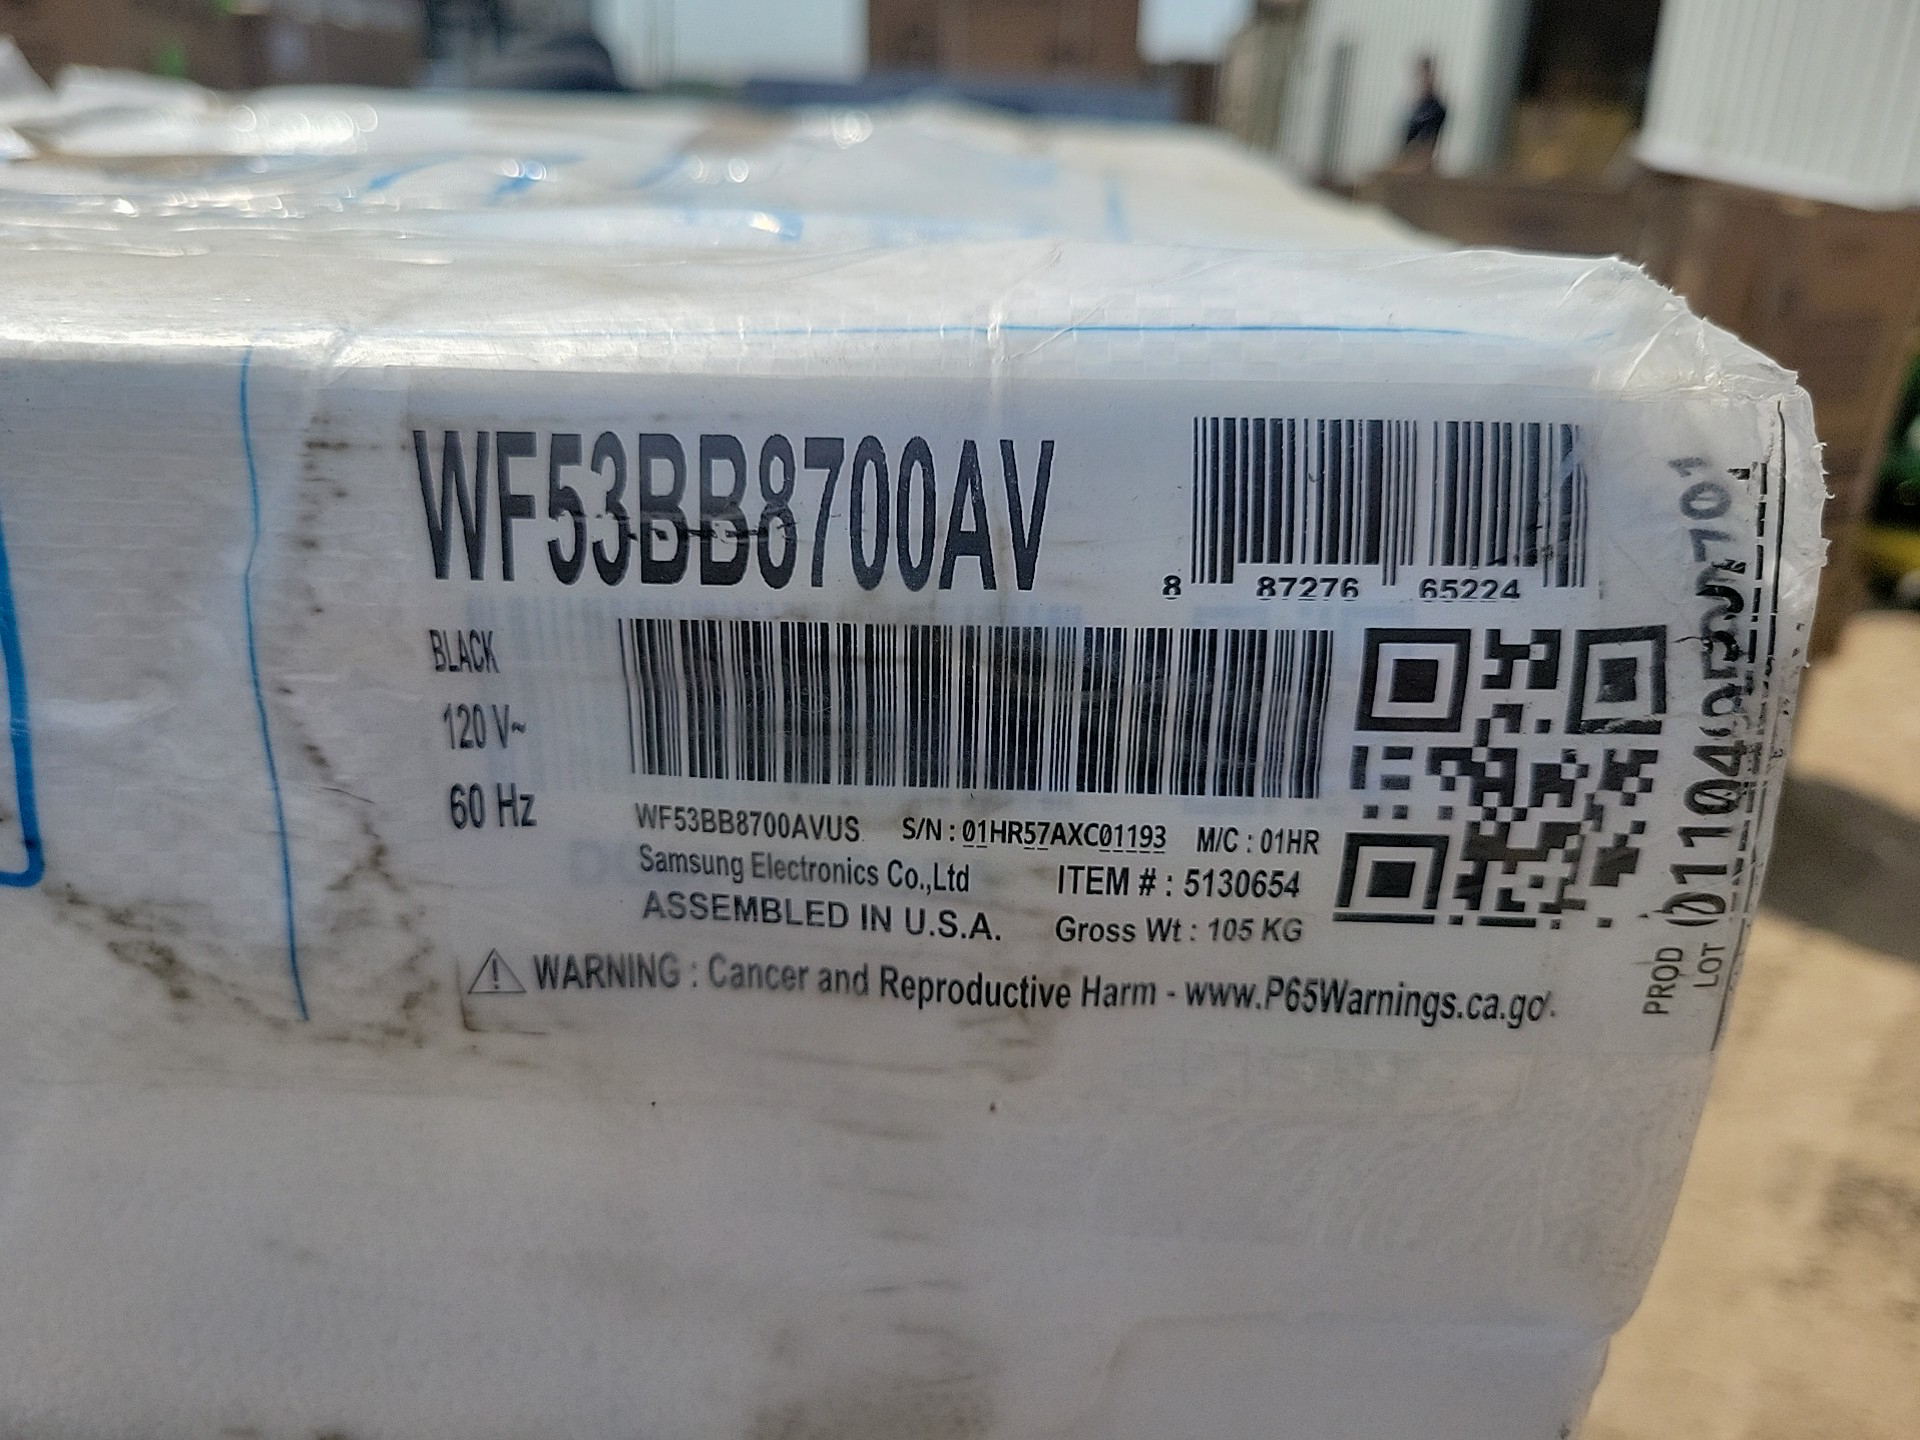 WF53BB8700AV
8 87276 65224
BLACK
120 V~
60 Hz
WF53BB8700AVUS S/N : 01HR57AXC01193 M/C : 01HR
Samsung Electronics Co.,Ltd ITEM # : 5130654
ASSEMBLED IN U.S.A. Gross Wt : 105 KG
WARNING : Cancer and Reproductive Harm - www.P65Warnings.ca.gov.
PROD
LOT